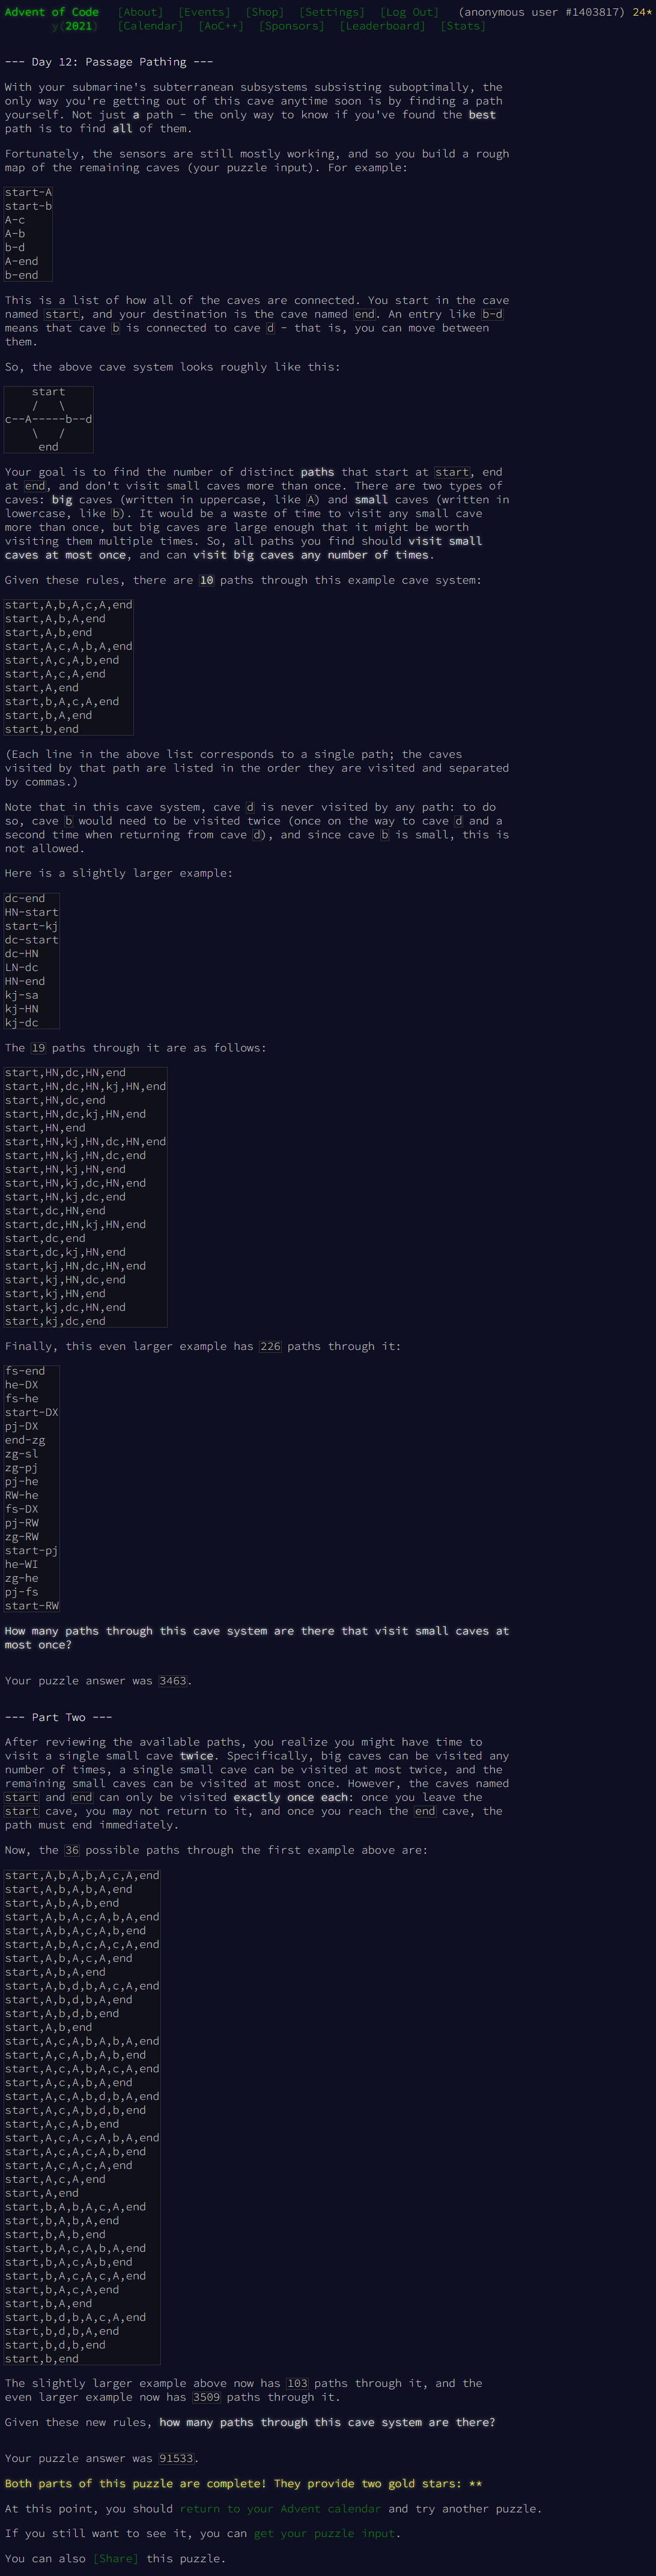 Advent of Code [About] [Events] [Shop] [Settings] [Log Out] (anonymous user #1403817) 24*
y(2021) [Calendar] [AoC++] [Sponsors] [Leaderboard] [Stats]
--- Day 12: Passage Pathing ---
With your submarine's subterranean subsystems subsisting suboptimally, the
only way you're getting out of this cave anytime soon is by finding a path
yourself. Not just a path - the only way to know if you've found the best
path is to find all of them.
Fortunately, the sensors are still mostly working, and so you build a rough
map of the remaining caves (your puzzle input). For example:
start-A
start-b
A-c
A-b
b-d
A-end
b-end
This is a list of how all of the caves are connected. You start in the cave
named start, and your destination is the cave named end. An entry like b-d
means that cave b is connected to cave d - that is, you can move between
them.
So, the above cave system looks roughly like this:
    start
    /   \
c--A-----b--d
    \   /
     end
Your goal is to find the number of distinct paths that start at start, end
at end, and don't visit small caves more than once. There are two types of
caves: big caves (written in uppercase, like A) and small caves (written in
lowercase, like b). It would be a waste of time to visit any small cave
more than once, but big caves are large enough that it might be worth
visiting them multiple times. So, all paths you find should visit small
caves at most once, and can visit big caves any number of times.
Given these rules, there are 10 paths through this example cave system:
start,A,b,A,c,A,end
start,A,b,A,end
start,A,b,end
start,A,c,A,b,A,end
start,A,c,A,b,end
start,A,c,A,end
start,A,end
start,b,A,c,A,end
start,b,A,end
start,b,end
(Each line in the above list corresponds to a single path; the caves
visited by that path are listed in the order they are visited and separated
by commas.)
Note that in this cave system, cave d is never visited by any path: to do
so, cave b would need to be visited twice (once on the way to cave d and a
second time when returning from cave d), and since cave b is small, this is
not allowed.
Here is a slightly larger example:
dc-end
HN-start
start-kj
dc-start
dc-HN
LN-dc
HN-end
kj-sa
kj-HN
kj-dc
The 19 paths through it are as follows:
start,HN,dc,HN,end
start,HN,dc,HN,kj,HN,end
start,HN,dc,end
start,HN,dc,kj,HN,end
start,HN,end
start,HN,kj,HN,dc,HN,end
start,HN,kj,HN,dc,end
start,HN,kj,HN,end
start,HN,kj,dc,HN,end
start,HN,kj,dc,end
start,dc,HN,end
start,dc,HN,kj,HN,end
start,dc,end
start,dc,kj,HN,end
start,kj,HN,dc,HN,end
start,kj,HN,dc,end
start,kj,HN,end
start,kj,dc,HN,end
start,kj,dc,end
Finally, this even larger example has 226 paths through it:
fs-end
he-DX
fs-he
start-DX
pj-DX
end-zg
zg-sl
zg-pj
pj-he
RW-he
fs-DX
pj-RW
zg-RW
start-pj
he-WI
zg-he
pj-fs
start-RW
How many paths through this cave system are there that visit small caves at
most once?
Your puzzle answer was 3463.
--- Part Two ---
After reviewing the available paths, you realize you might have time to
visit a single small cave twice. Specifically, big caves can be visited any
number of times, a single small cave can be visited at most twice, and the
remaining small caves can be visited at most once. However, the caves named
start and end can only be visited exactly once each: once you leave the
start cave, you may not return to it, and once you reach the end cave, the
path must end immediately.
Now, the 36 possible paths through the first example above are:
start,A,b,A,b,A,c,A,end
start,A,b,A,b,A,end
start,A,b,A,b,end
start,A,b,A,c,A,b,A,end
start,A,b,A,c,A,b,end
start,A,b,A,c,A,c,A,end
start,A,b,A,c,A,end
start,A,b,A,end
start,A,b,d,b,A,c,A,end
start,A,b,d,b,A,end
start,A,b,d,b,end
start,A,b,end
start,A,c,A,b,A,b,A,end
start,A,c,A,b,A,b,end
start,A,c,A,b,A,c,A,end
start,A,c,A,b,A,end
start,A,c,A,b,d,b,A,end
start,A,c,A,b,d,b,end
start,A,c,A,b,end
start,A,c,A,c,A,b,A,end
start,A,c,A,c,A,b,end
start,A,c,A,c,A,end
start,A,c,A,end
start,A,end
start,b,A,b,A,c,A,end
start,b,A,b,A,end
start,b,A,b,end
start,b,A,c,A,b,A,end
start,b,A,c,A,b,end
start,b,A,c,A,c,A,end
start,b,A,c,A,end
start,b,A,end
start,b,d,b,A,c,A,end
start,b,d,b,A,end
start,b,d,b,end
start,b,end
The slightly larger example above now has 103 paths through it, and the
even larger example now has 3509 paths through it.
Given these new rules, how many paths through this cave system are there?
Your puzzle answer was 91533.
Both parts of this puzzle are complete! They provide two gold stars: **
At this point, you should return to your Advent calendar and try another puzzle.
If you still want to see it, you can get your puzzle input.
You can also [Share] this puzzle.